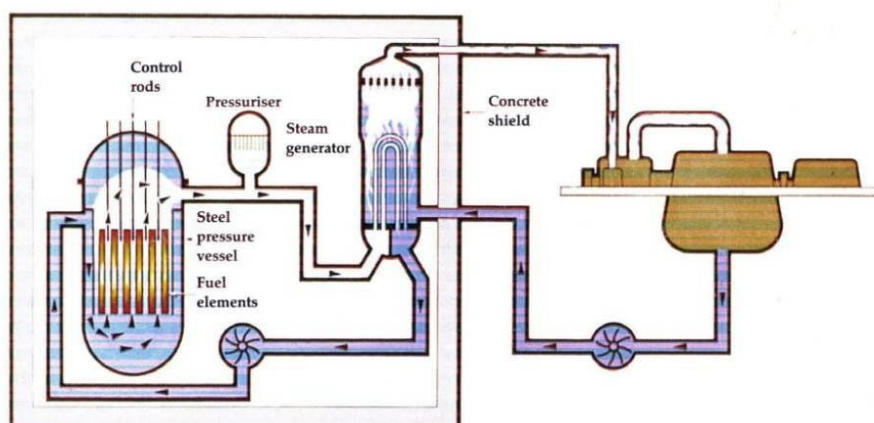 Control
rods
Pressuriser
Steam
generator
Concrete
shield
Steel
pressure
vessel
Fuel
elements